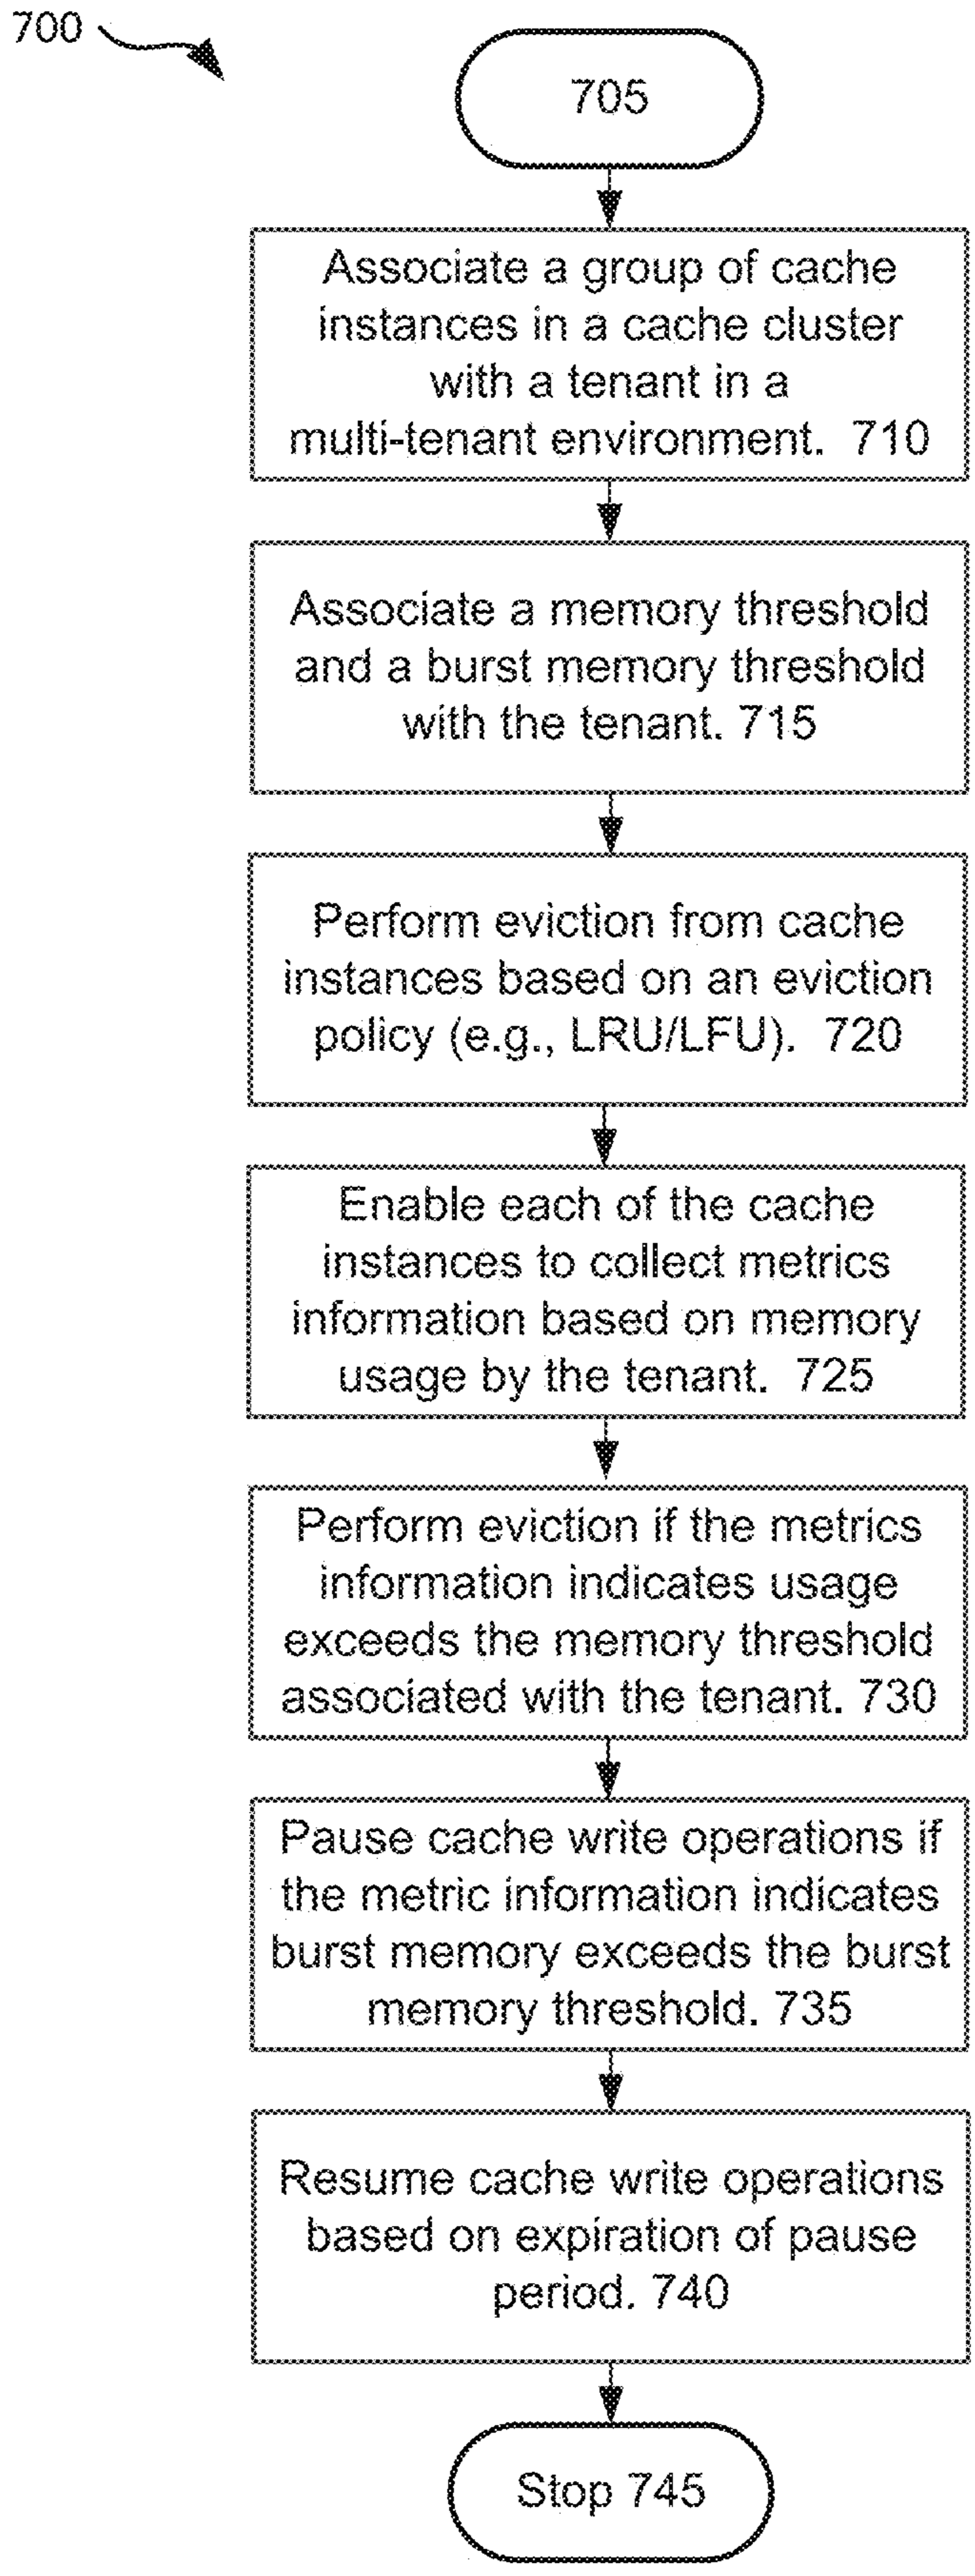 700
705
Associate a group of cache
instances in a cache cluster
with a tenant in a
multi-tenant environment. 710
Associate a memory threshold
and a burst memory threshold
with the tenant. 715
Perform eviction from cache
instances based on an eviction
policy (e.g., LRU/LFU). 720
Enable each of the cache
instances to collect metrics
information based on memory
usage by the tenant. 725
Perform eviction if the metrics
information indicates usage
exceeds the memory threshold
associated with the tenant. 730
Pause cache write operations if
the metric information indicates
burst memory exceeds the burst
memory threshold. 735
Resume cache write operations
based on expiration of pause
period. 740
Stop 745